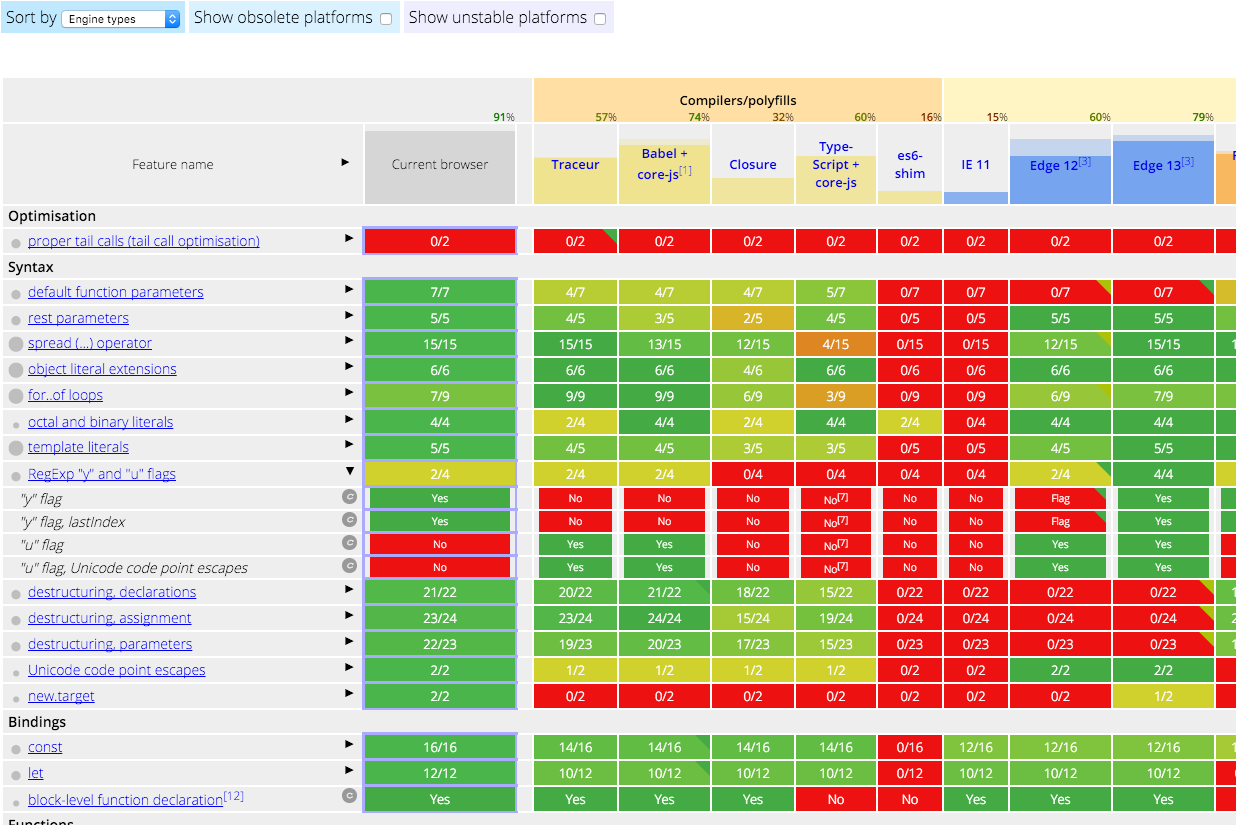 Sort by Engine types Show obsolete platforms Show unstable platforms
Compilers/polyfills
91% 57% 74% 32% 60% 16% 15% 60% 79%
Feature name Current browser Traceur Babel + core-js[1] Closure Type-Script + core-js es6-shim IE 11 Edge 12[3] Edge 13[3]
Optimisation
proper tail calls (tail call optimisation) 0/2 0/2 0/2 0/2 0/2 0/2 0/2 0/2 0/2
Syntax
default function parameters 7/7 4/7 4/7 4/7 5/7 0/7 0/7 0/7 0/7
rest parameters 5/5 4/5 3/5 2/5 4/5 0/5 0/5 5/5 5/5
spread (...) operator 15/15 15/15 13/15 12/15 4/15 0/15 0/15 12/15 15/15
object literal extensions 6/6 6/6 6/6 4/6 6/6 0/6 0/6 6/6 6/6
for..of loops 7/9 9/9 9/9 6/9 3/9 0/9 0/9 6/9 7/9
octal and binary literals 4/4 2/4 4/4 2/4 4/4 2/4 0/4 4/4 4/4
template literals 5/5 4/5 4/5 3/5 3/5 0/5 0/5 4/5 5/5
RegExp "y" and "u" flags 2/4 2/4 2/4 0/4 0/4 0/4 0/4 2/4 4/4
"y" flag c Yes No No No No[7] No No Flag Yes
"y" flag, lastIndex c Yes No No No No[7] No No Flag Yes
"u" flag c No Yes Yes No No[7] No No Yes Yes
"u" flag, Unicode code point escapes c No Yes Yes No No[7] No No Yes Yes
destructuring, declarations 21/22 20/22 21/22 18/22 15/22 0/22 0/22 0/22 0/22
destructuring, assignment 23/24 23/24 24/24 15/24 19/24 0/24 0/24 0/24 0/24
destructuring, parameters 22/23 19/23 20/23 17/23 15/23 0/23 0/23 0/23 0/23
Unicode code point escapes 2/2 1/2 1/2 1/2 1/2 0/2 0/2 2/2 2/2
new.target 2/2 0/2 0/2 0/2 0/2 0/2 0/2 0/2 1/2
Bindings
const 16/16 14/16 14/16 14/16 14/16 0/16 12/16 12/16 12/16
let 12/12 10/12 10/12 10/12 10/12 0/12 10/12 10/12 10/12
block-level function declaration[12] c Yes Yes Yes Yes No No Yes Yes Yes
Functions